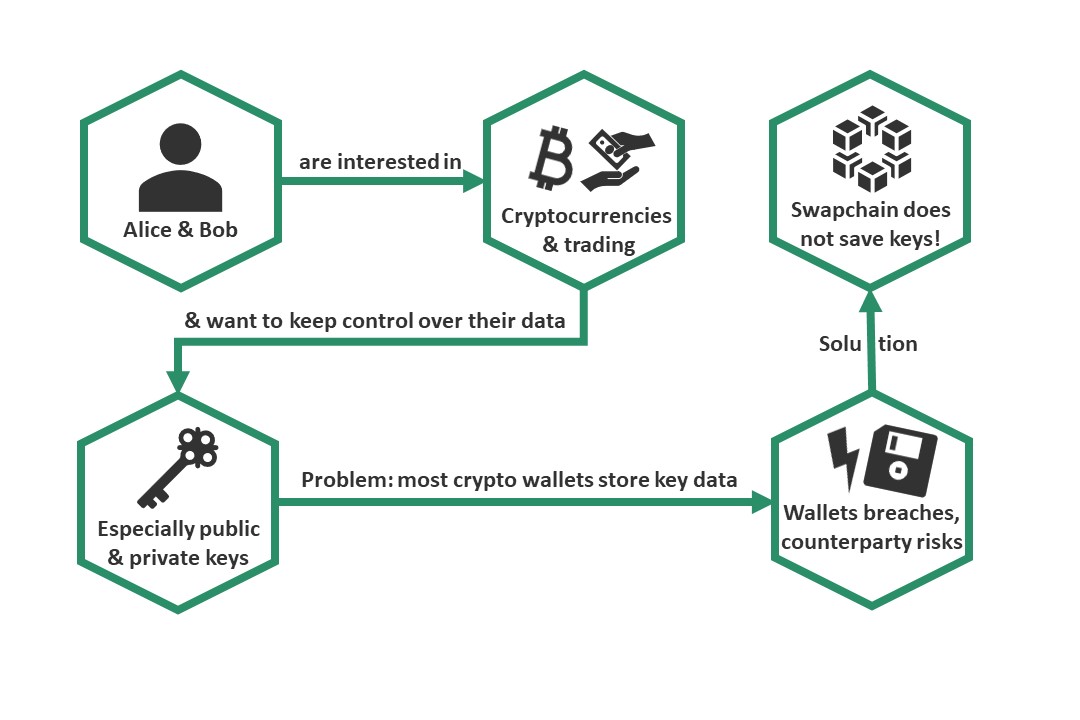 Alice & Bob
are interested in
Cryptocurrencies
& trading
& want to keep control over their data
Especially public
& private keys
Problem: most crypto wallets store key data
Wallets breaches,
counterparty risks
Solu tion
Swapchain does
not save keys!